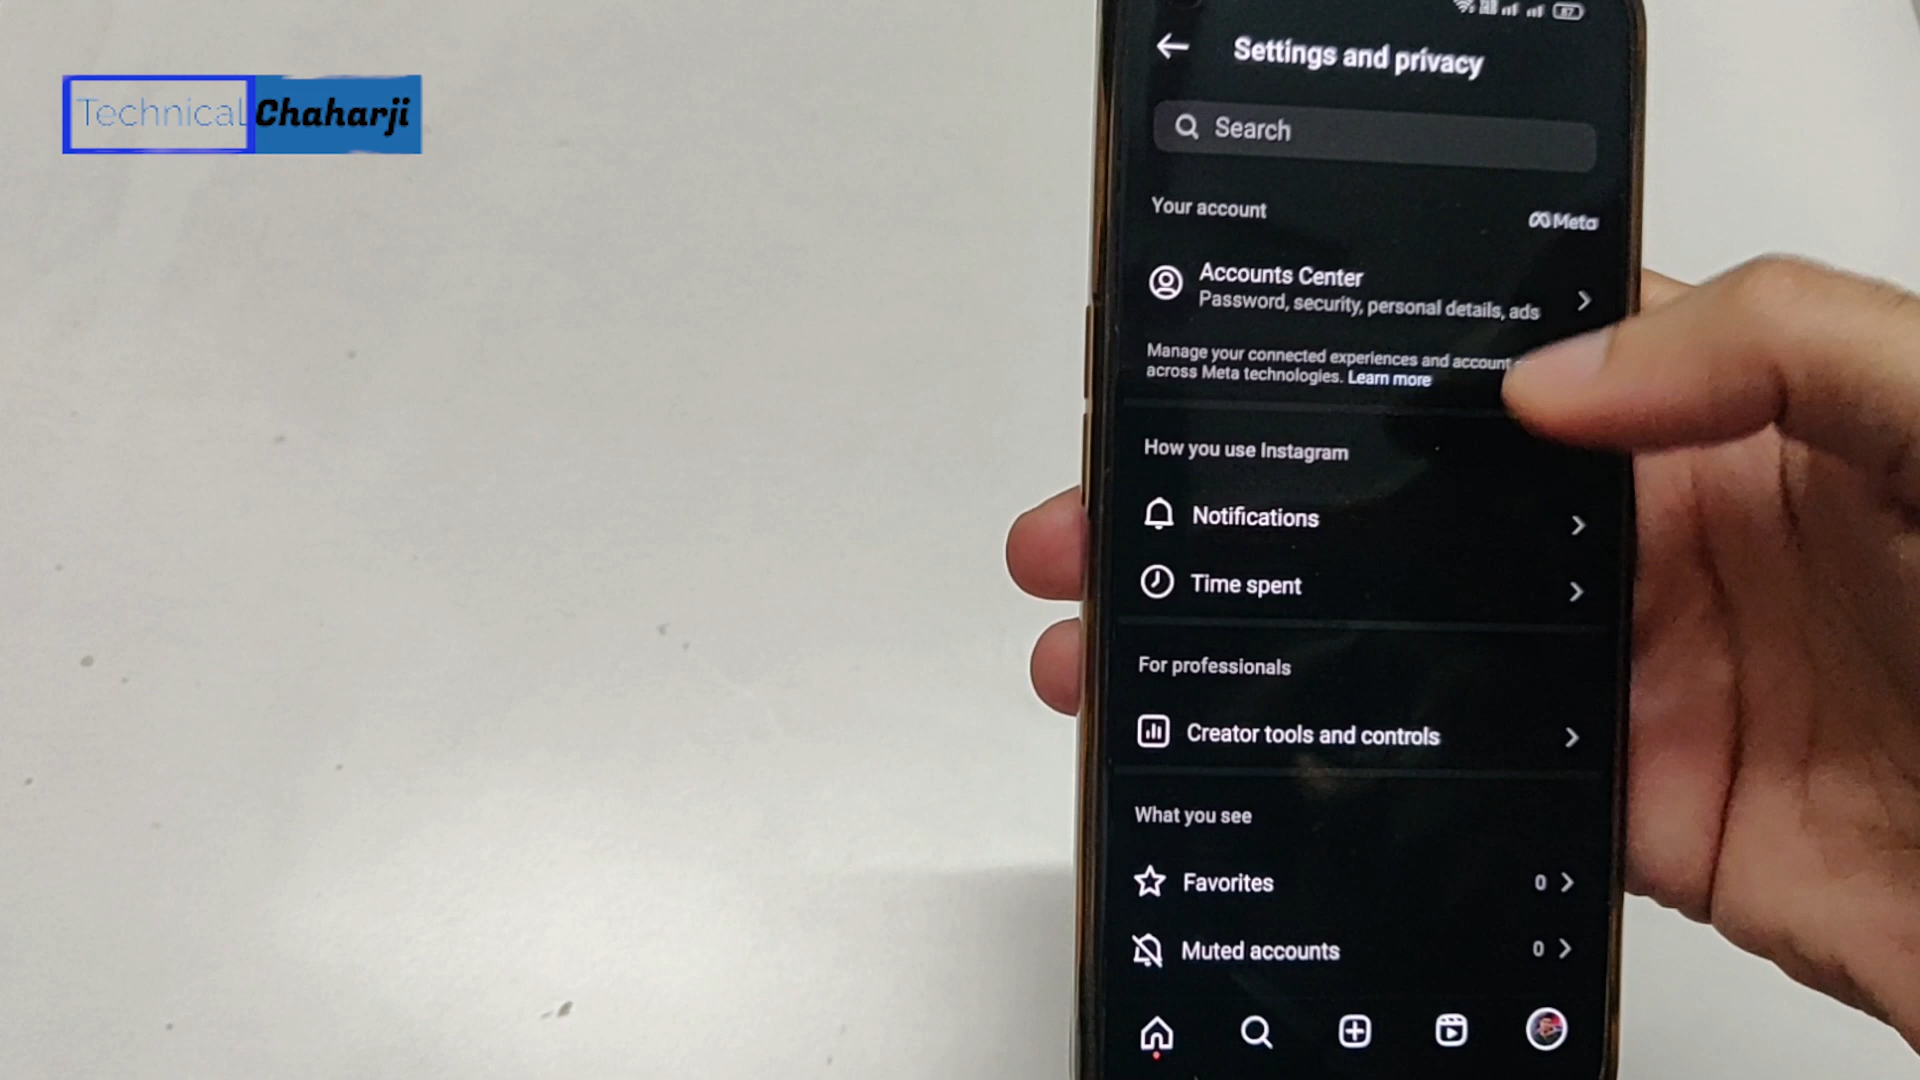 Technical Chaharji
87
Settings and privacy
Search
Your account
Meta
Accounts Center
Password, security, personal details, ads
Manage your connected experiences and account
across Meta technologies. Learn more
How you use Instagram
Notifications
Time spent
For professionals
Creator tools and controls
What you see
Favorites 0
Muted accounts 0